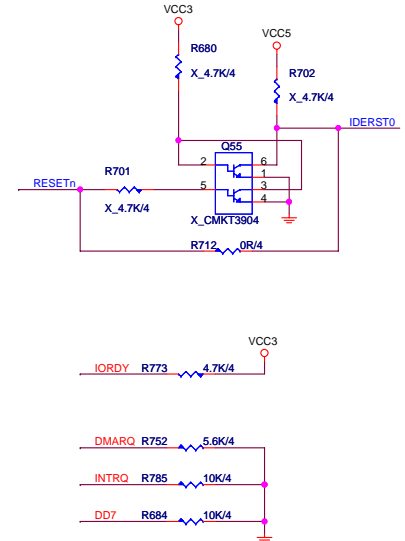 VCC3
VCC5
R680
X_4.7K/4
R702
X_4.7K/4
IDERST0
Q55
2 6
1
RESETn R701 5 3
4
X_4.7K/4
X_CMKT3904
R712 0R/4
VCC3
IORDY R773 4.7K/4
DMARQ R752 5.6K/4
INTRQ R785 10K/4
DD7 R684 10K/4